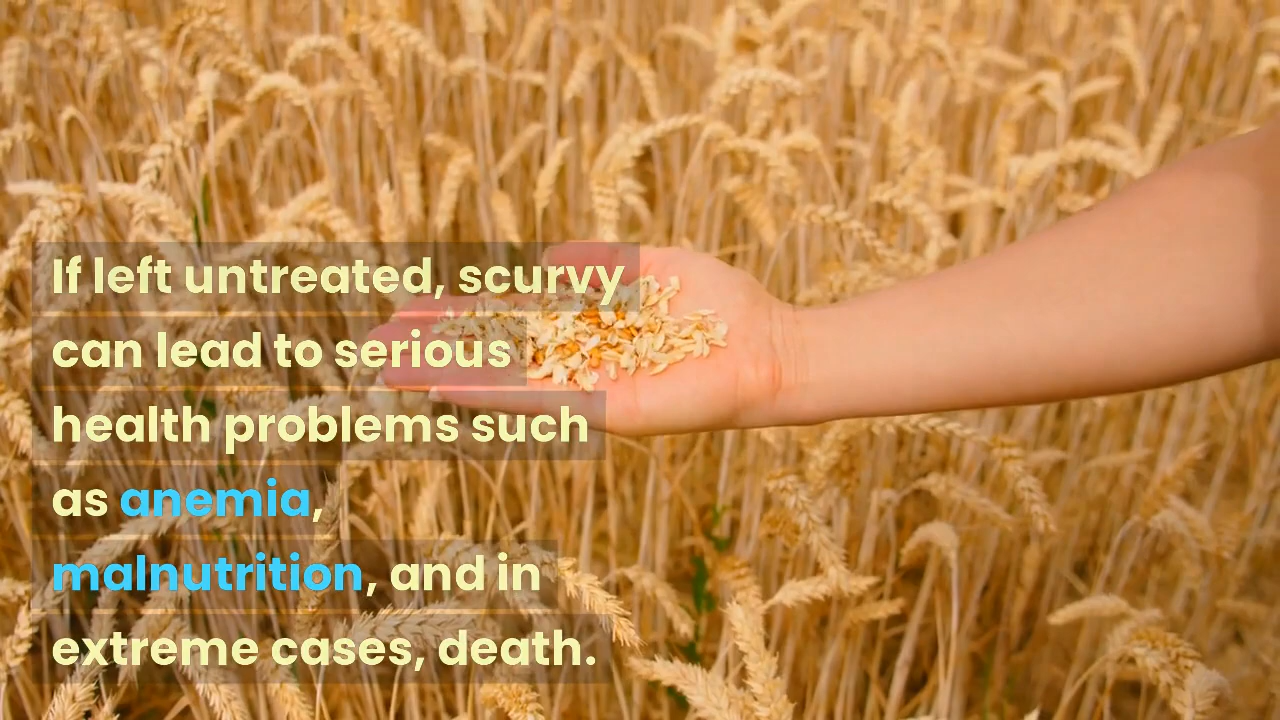 If left untreated, scurvy
can lead to serious
health problems such
as anemia,
malnutrition, and in
extreme cases, death.